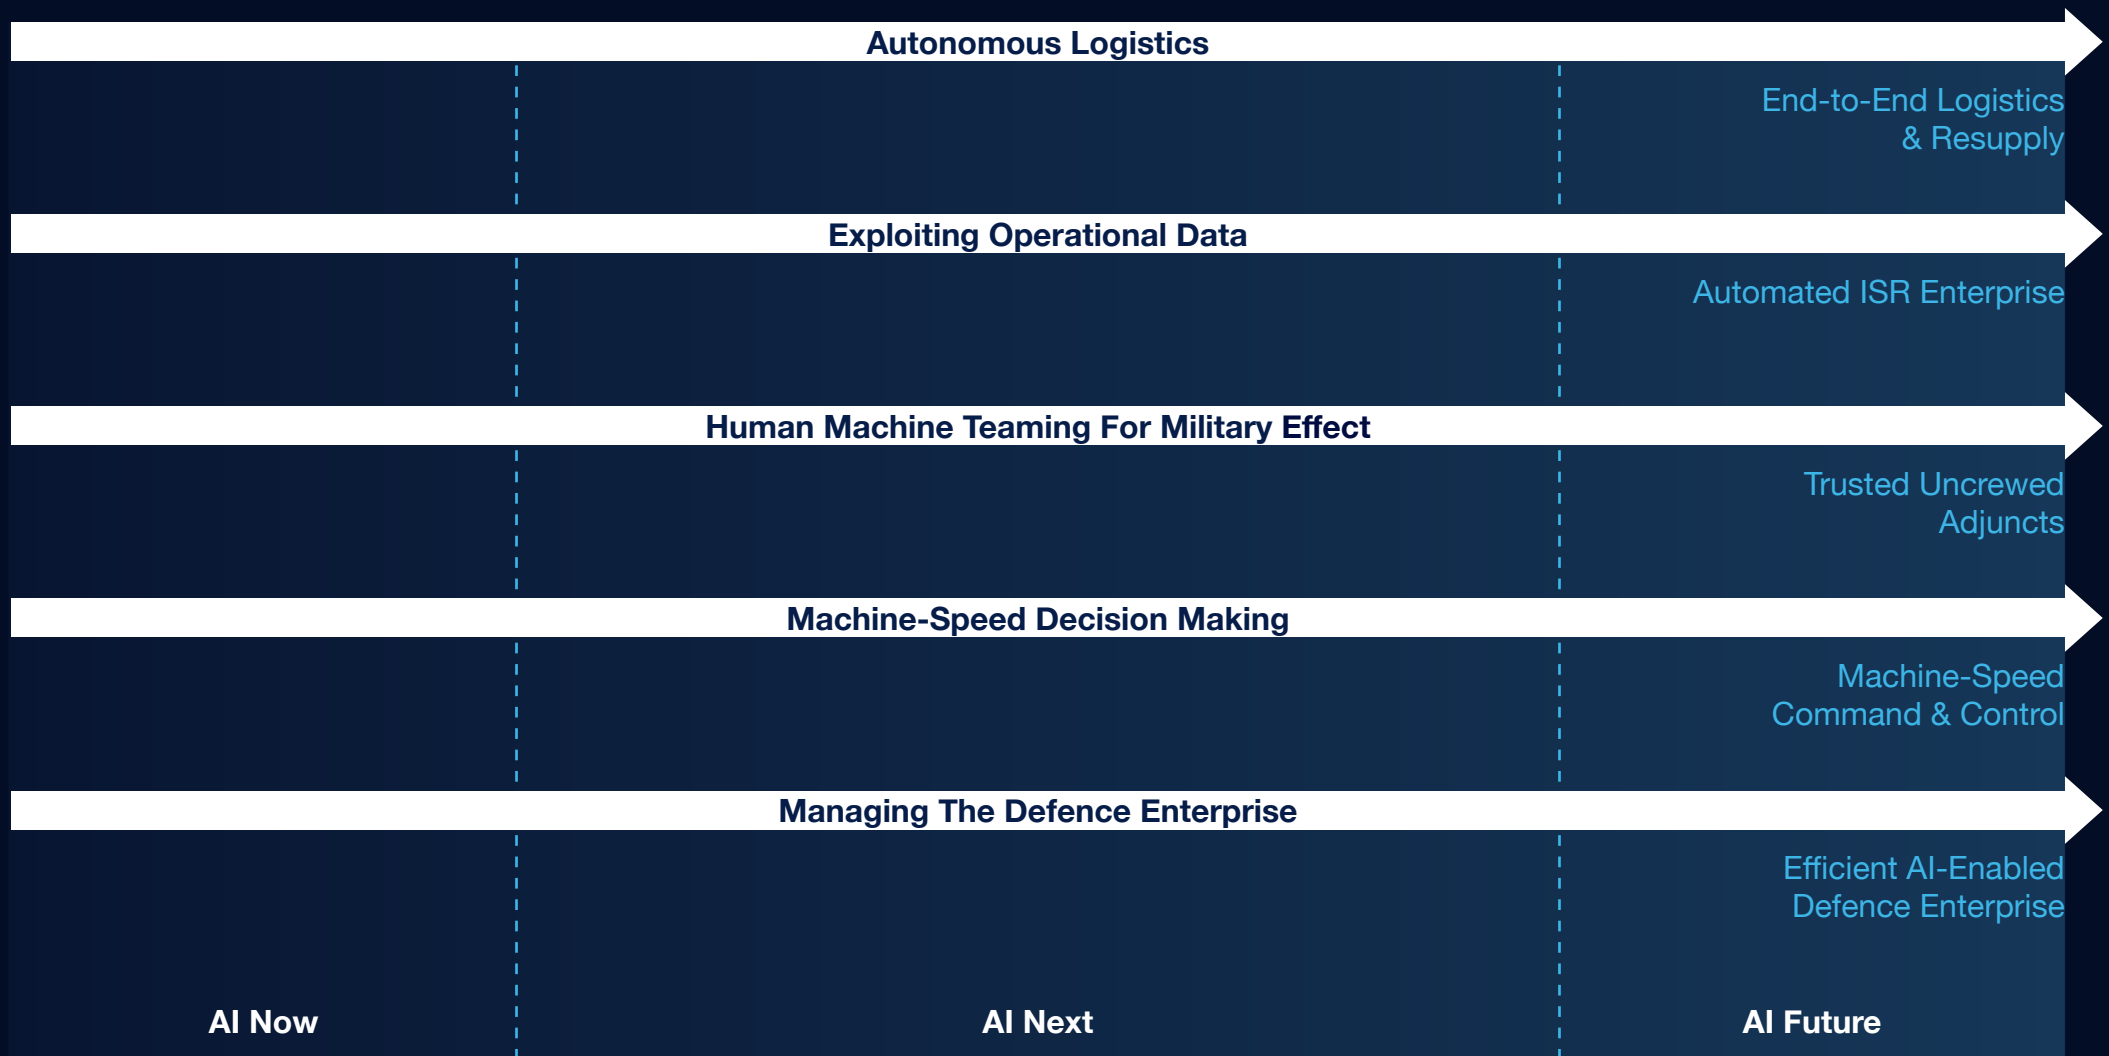 Autonomous Logistics
End-to-End Logistics
& Resupply
Exploiting Operational Data
Automated ISR Enterprise
Human Machine Teaming For Military Effect
Trusted Uncrewed
Adjuncts
Machine-Speed Decision Making
Machine-Speed
Command & Control
Managing The Defence Enterprise
Efficient AI-Enabled
Defence Enterprise
AI Now
AI Next
AI Future